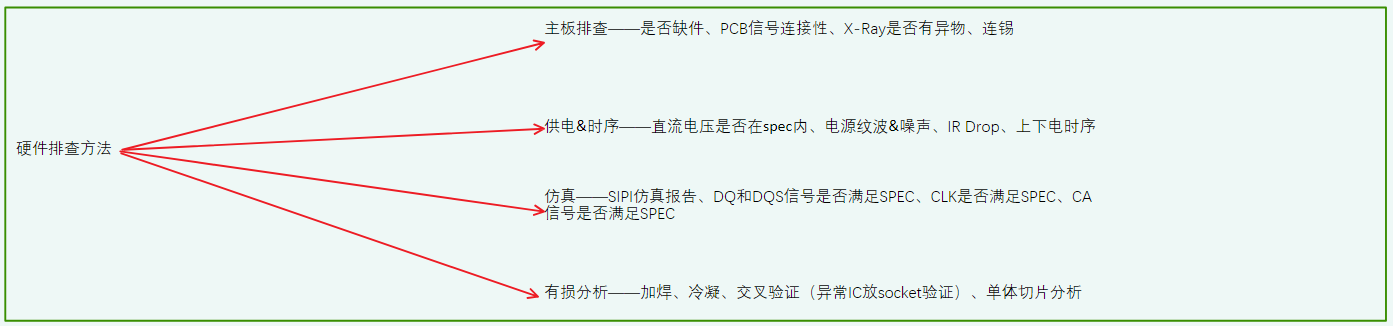 主板排查——是否缺件、PCB信号连接性、X-Ray是否有异物、连锡
供电&时序——直流电压是否在spec内、电源纹波&噪声、IR Drop、上下电时序
硬件排查方法
仿真——SIPI仿真报告、DQ和DQS信号是否满足SPEC、CLK是否满足SPEC、CA
信号是否满足SPEC
有损分析——加焊、冷凝、交叉验证（异常IC放socket验证）、单体切片分析